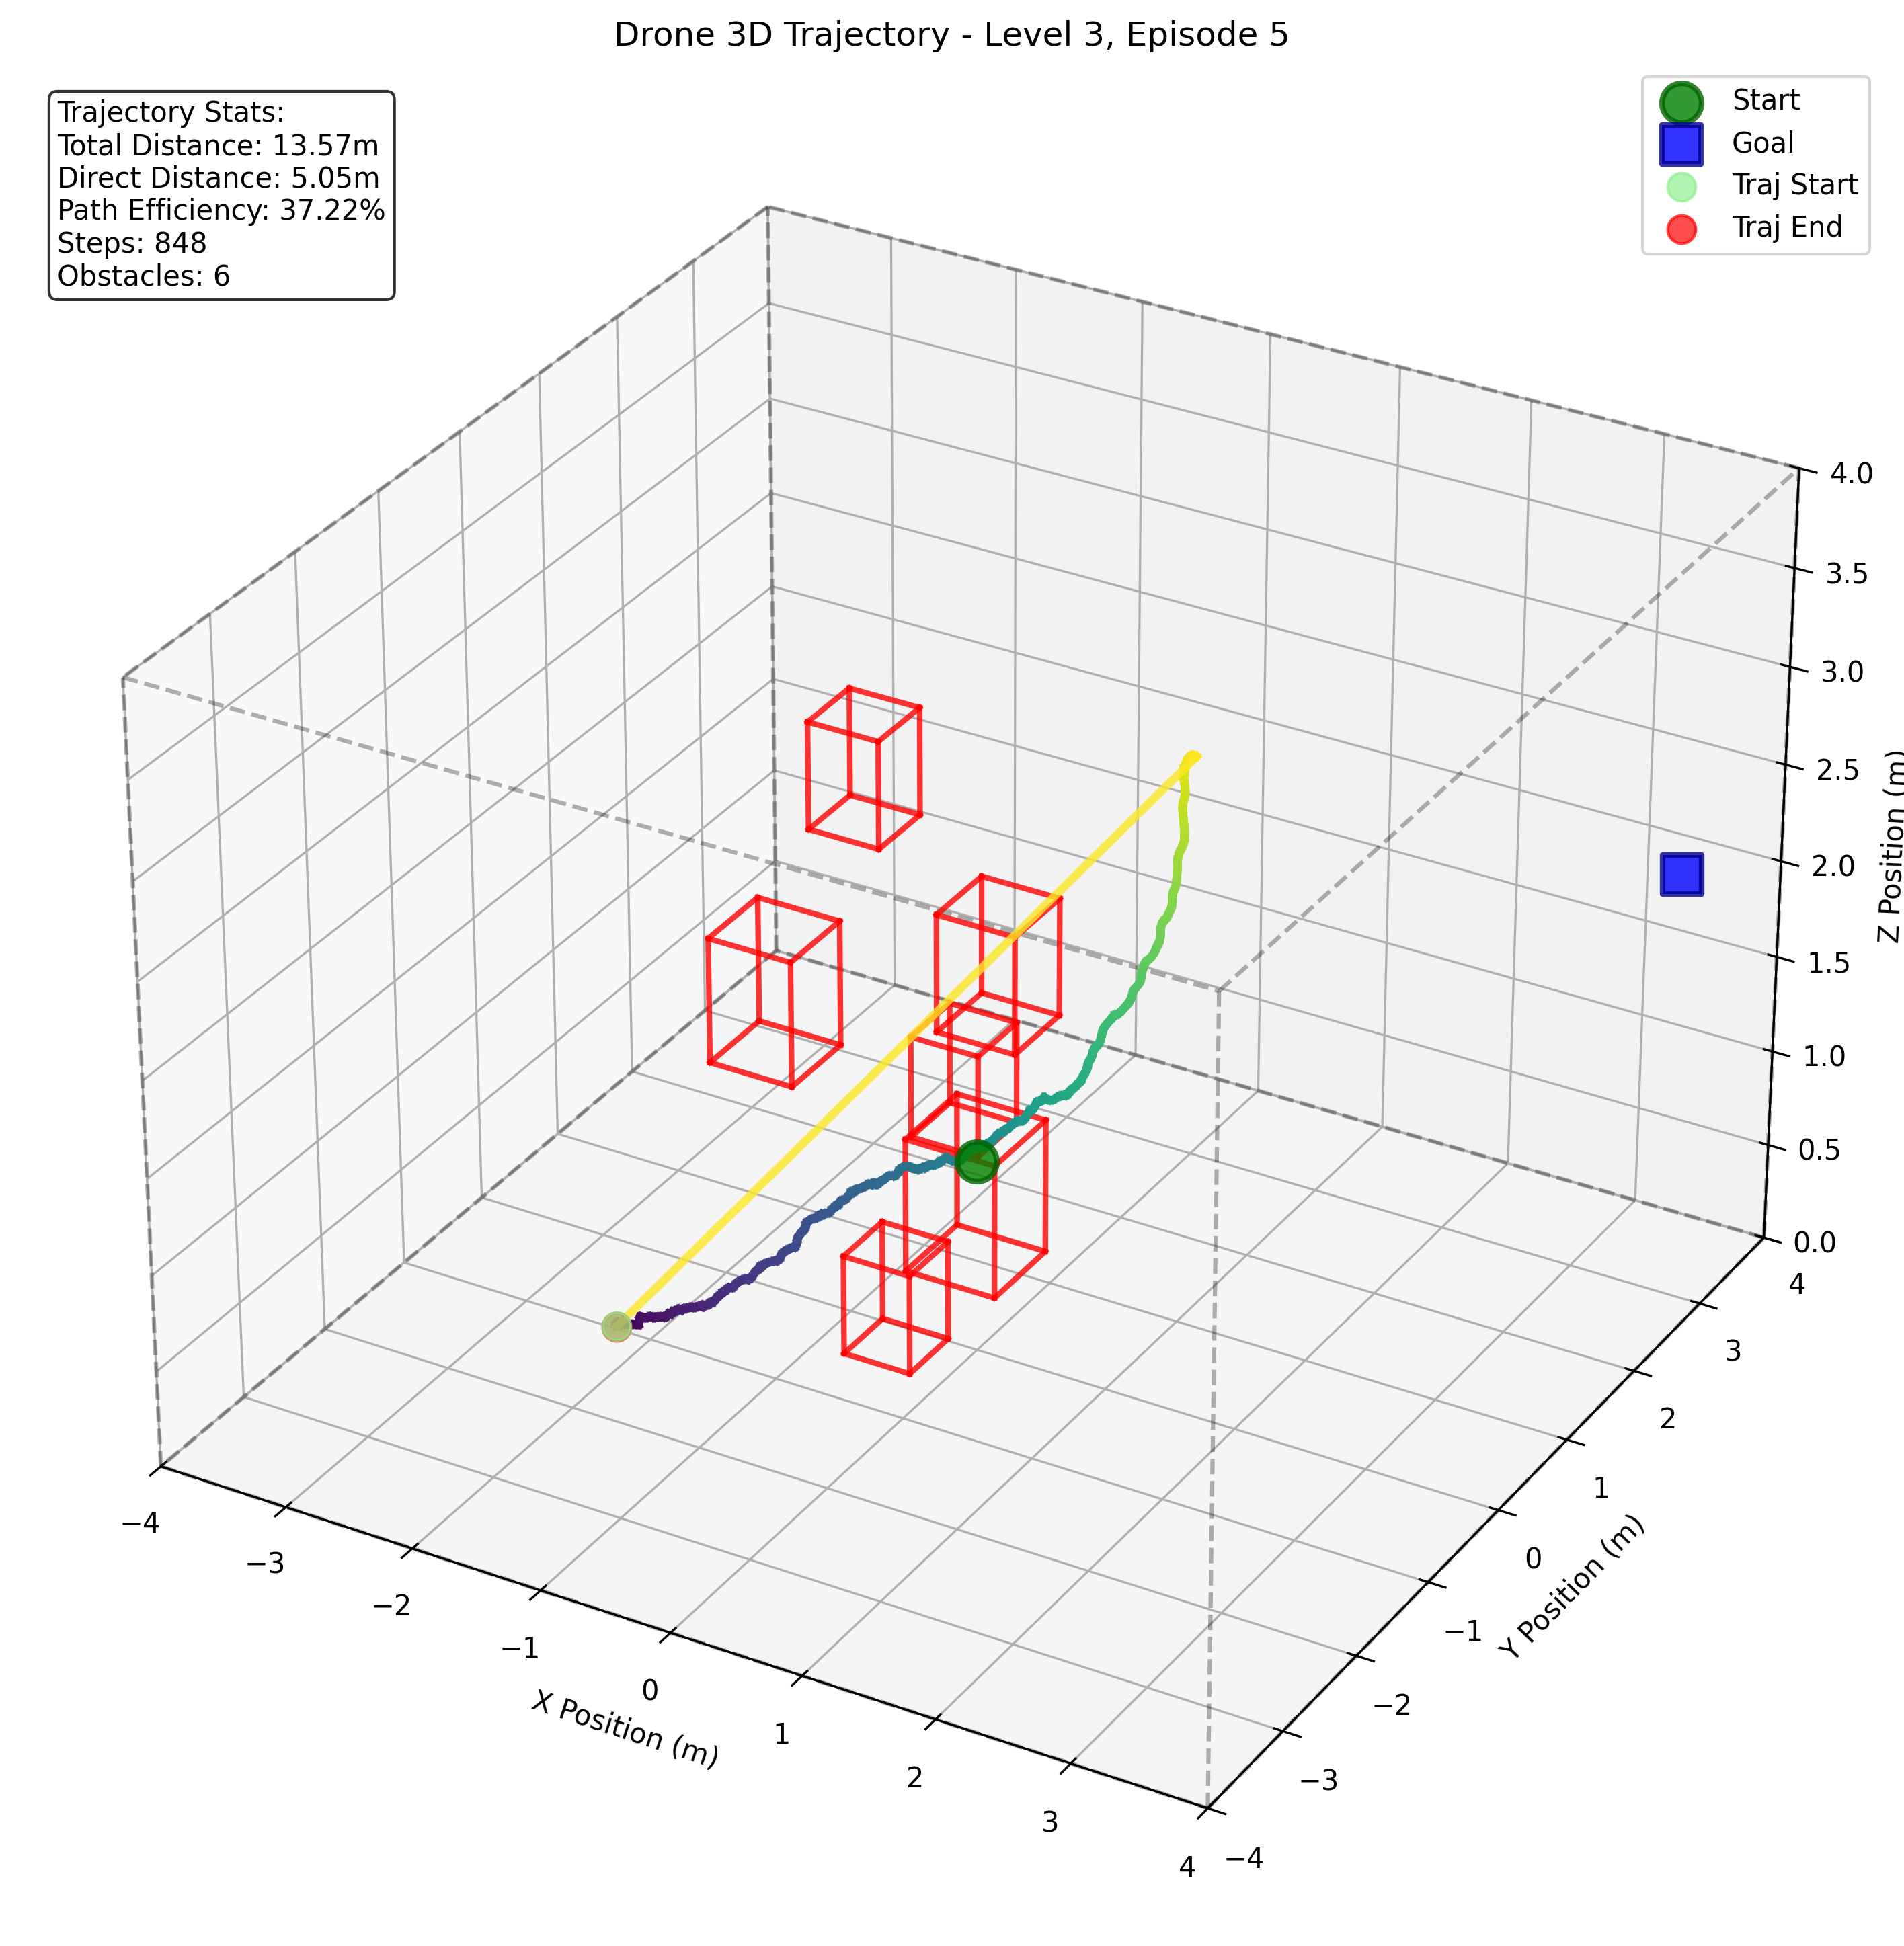 Drone 3D Trajectory - Level 3, Episode 5
Trajectory Stats:
Total Distance: 13.57m
Direct Distance: 5.05m
Path Efficiency: 37.22%
Steps: 848
Obstacles: 6
Start
Goal
Traj Start
Traj End
4.0
3.5
3.0
2.5
2.0
1.5
1.0
0.5
0.0
Z Position (m)
4
3
2
1
0
−1
−2
−3
−4
Y Position (m)
−4
−3
−2
−1
0
1
2
3
4
X Position (m)